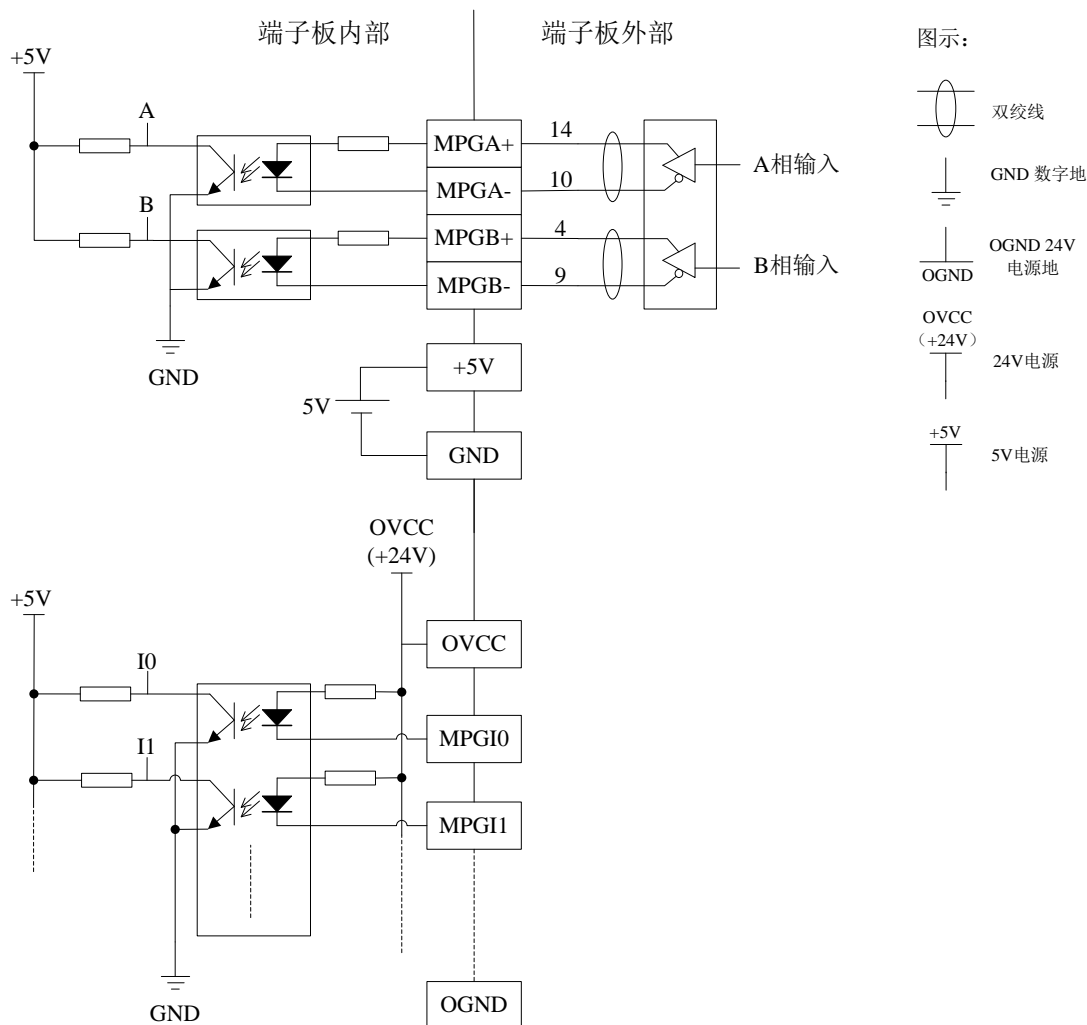 端子板内部
端子板外部
+5V
A
B
GND
MPGA+
MPGA-
MPGB+
MPGB-
14
10
4
9
A相输入
B相输入
+5V
5V
GND
OVCC
(+24V)
+5V
I0
I1
GND
OVCC
MPGI0
MPGI1
OGND
图示：
双绞线
GND 数字地
OGND
OGND 24V
电源地
OVCC
（+24V）
24V电源
+5V
5V电源